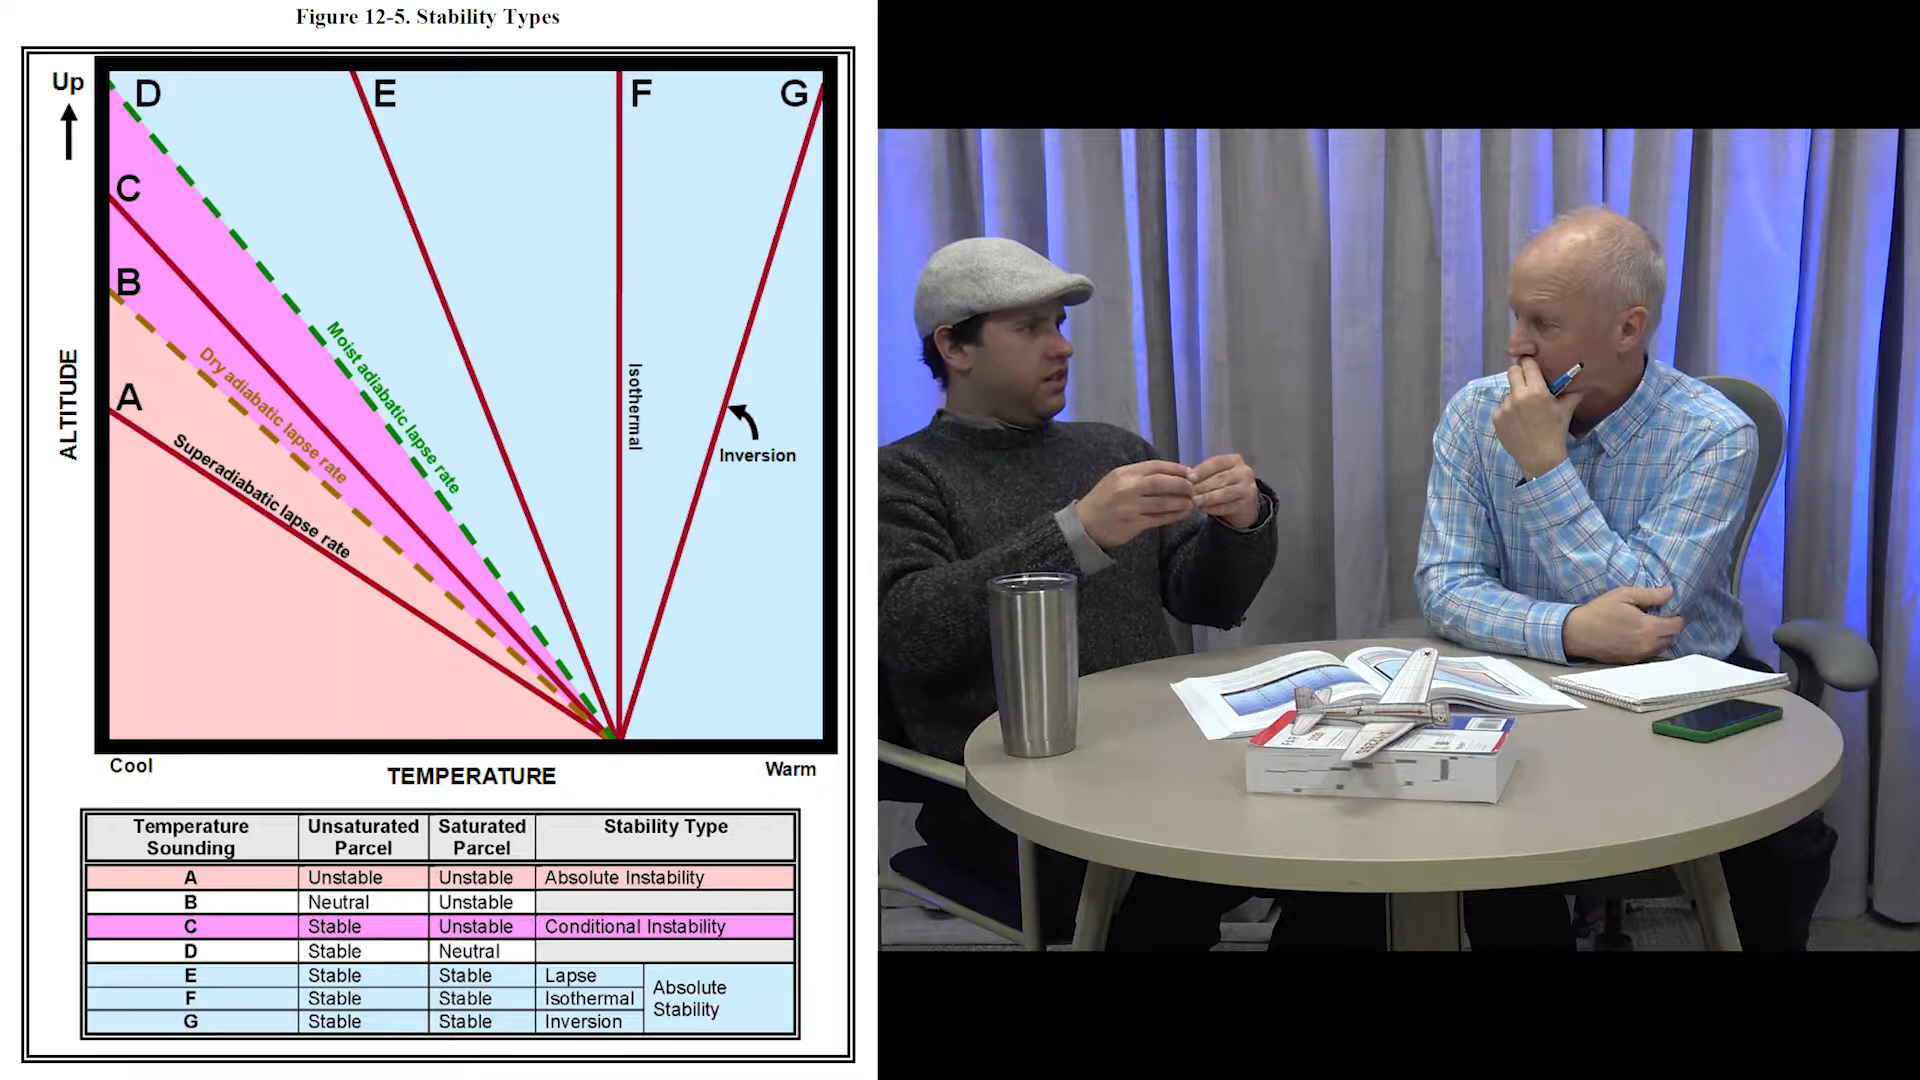 Figure 12-5. Stability Types
Up
ALTITUDE
D
E
F
G
C
B
A
Moist adiabatic lapse rate
Dry adiabatic lapse rate
Superadiabatic lapse rate
Isothermal
Inversion
Cool
TEMPERATURE
Warm
Temperature Sounding
Unsaturated Parcel
Saturated Parcel
Stability Type
A Unstable Unstable Absolute Instability
B Neutral Unstable
C Stable Unstable Conditional Instability
D Stable Neutral
E Stable Stable Lapse
F Stable Stable Isothermal
G Stable Stable Inversion
Absolute Stability